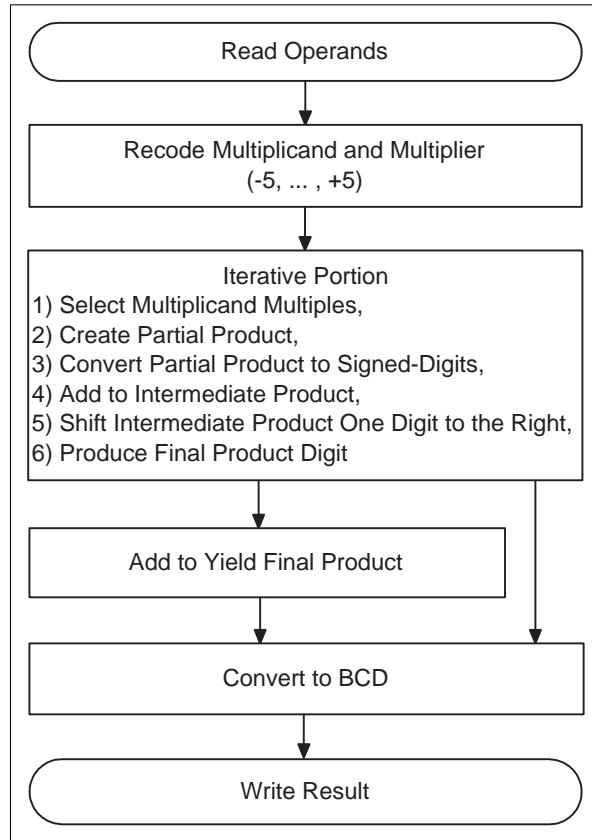 Read Operands
Recode Multiplicand and Multiplier
(-5, ... , +5)
Iterative Portion
1) Select Multiplicand Multiples,
2) Create Partial Product,
3) Convert Partial Product to Signed-Digits,
4) Add to Intermediate Product,
5) Shift Intermediate Product One Digit to the Right,
6) Produce Final Product Digit
Add to Yield Final Product
Convert to BCD
Write Result